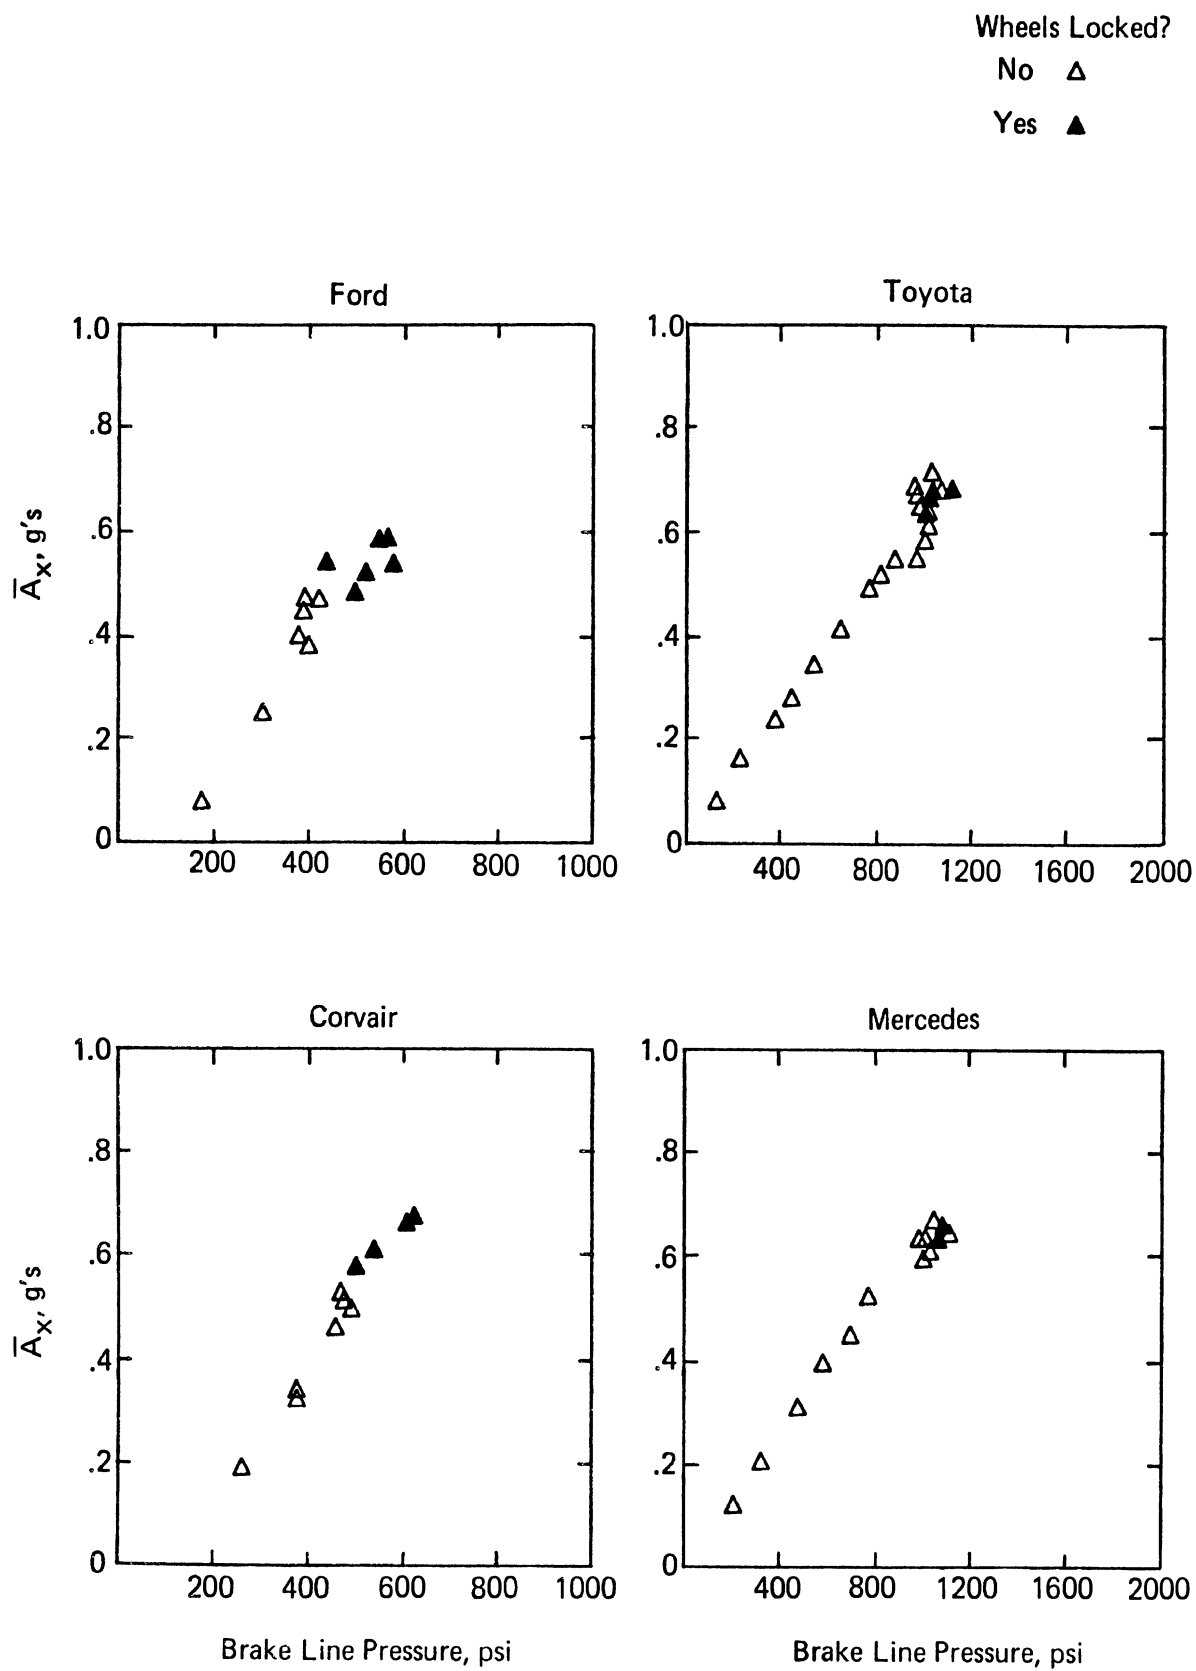 Wheels Locked?
No △
Yes ▲
Ford
1.0
.8
.6
.4
.2
0
200 400 600 800 1000
A̅x, g's
Toyota
1.0
.8
.6
.4
.2
0
400 800 1200 1600 2000
Corvair
1.0
.8
.6
.4
.2
0
200 400 600 800 1000
A̅x, g's
Brake Line Pressure, psi
Mercedes
1.0
.8
.6
.4
.2
0
400 800 1200 1600 2000
Brake Line Pressure, psi